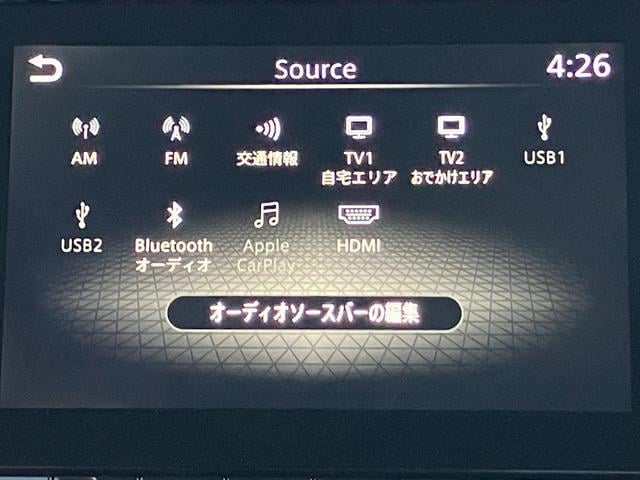 Source
4:26
AM
FM
交通情報
TV1
自宅エリア
TV2
おでかけエリア
USB1
USB2
Bluetooth
オーディオ
Apple
CarPlay
HDMI
オーディオソースバーの編集